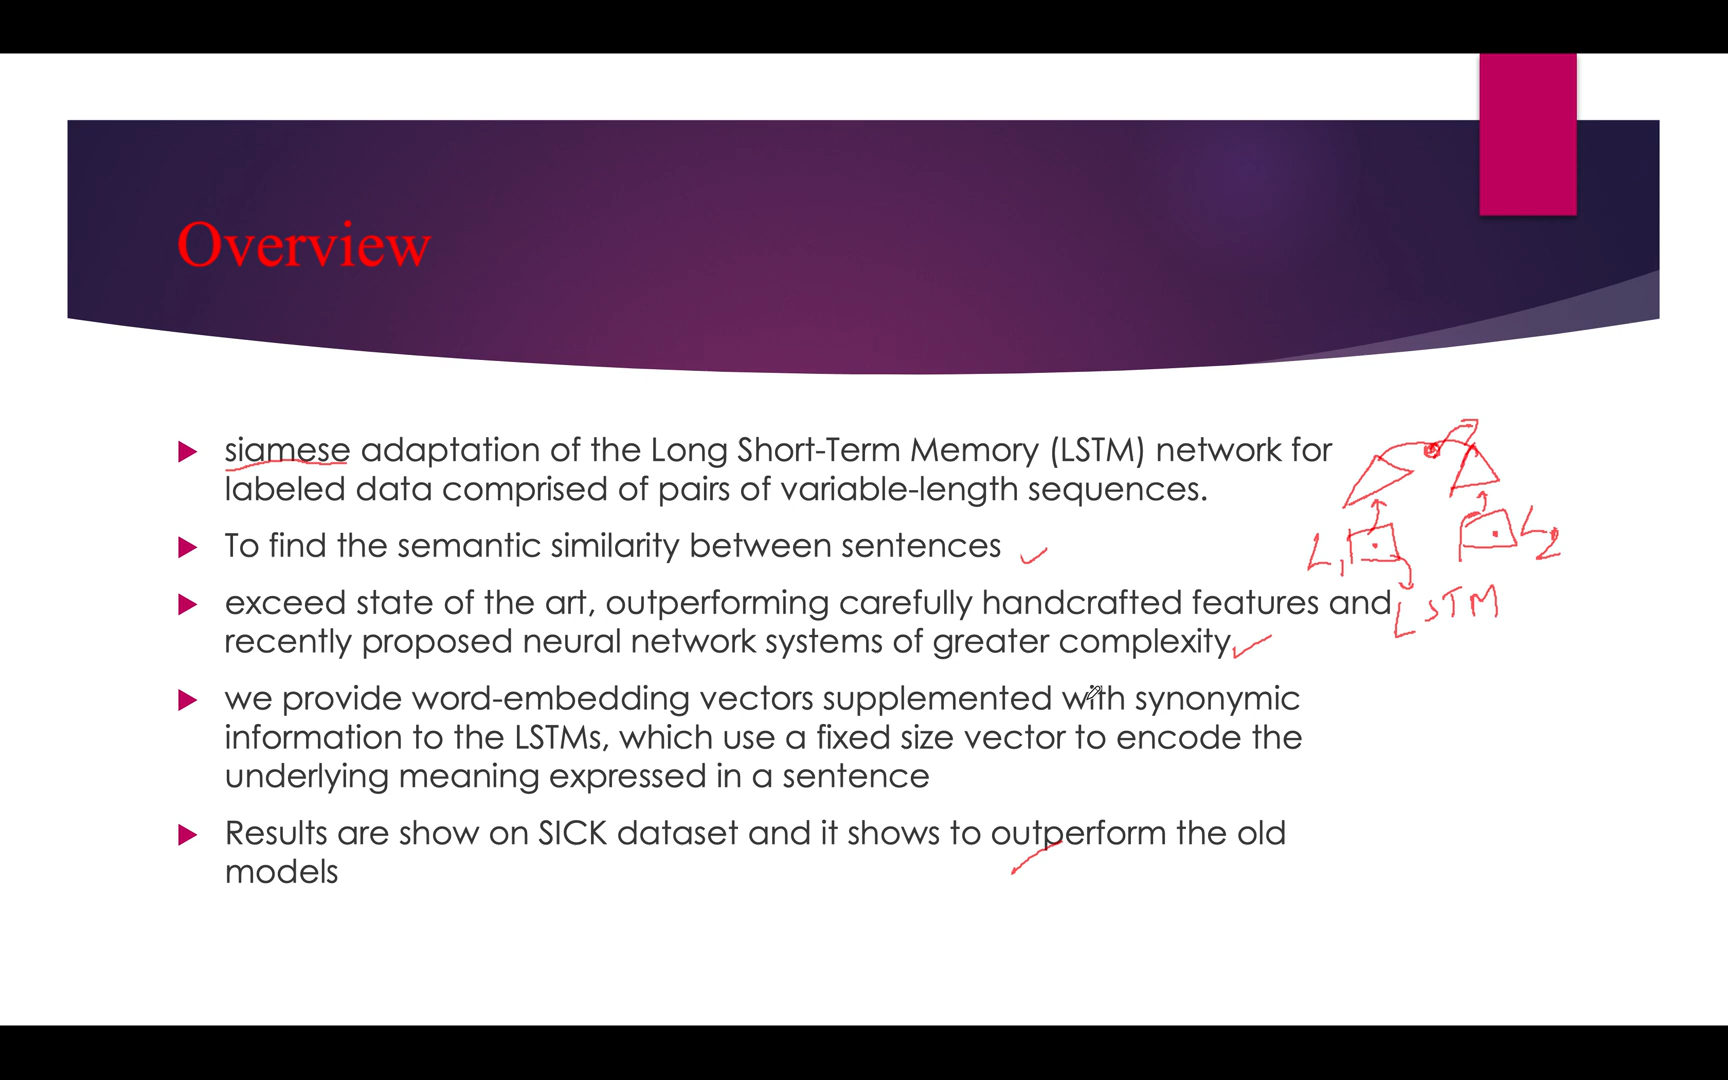 Overview
siamese adaptation of the Long Short-Term Memory (LSTM) network for
labeled data comprised of pairs of variable-length sequences.
To find the semantic similarity between sentences
exceed state of the art, outperforming carefully handcrafted features and
recently proposed neural network systems of greater complexity
we provide word-embedding vectors supplemented with synonymic
information to the LSTMs, which use a fixed size vector to encode the
underlying meaning expressed in a sentence
Results are show on SICK dataset and it shows to outperform the old
models
L1
L2
LSTM